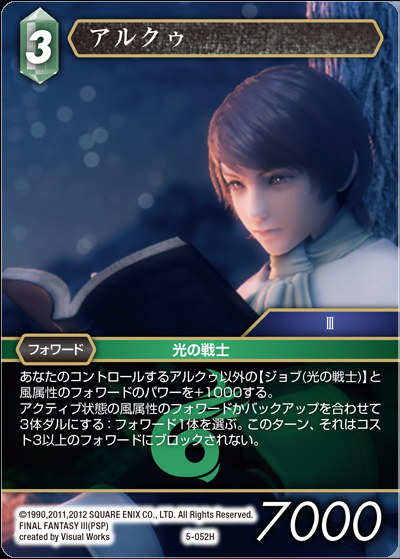 3
アルクゥ
III
フォワード
光の戦士
あなたのコントロールするアルクゥ以外の【ジョブ(光の戦士)】と
風属性のフォワードのパワーを+1000する。
アクティブ状態の風属性のフォワードかバックアップを合わせて
3体ダルにする：フォワード1体を選ぶ。このターン、それはコス
ト3以上のフォワードにブロックされない。
©1990,2011,2012 SQUARE ENIX CO., LTD. All Rights Reserved.
FINAL FANTASY III(PSP)
created by Visual Works
5-052H
7000